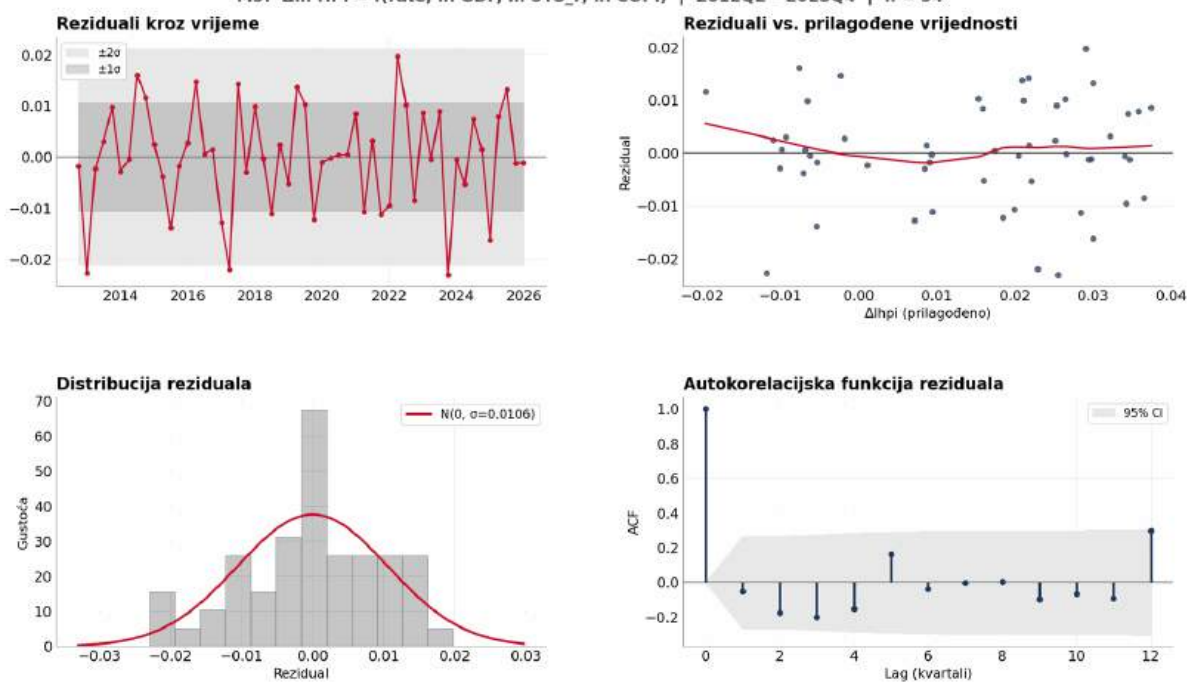 Reziduali kroz vrijeme
±2σ
±1σ
0.02
0.01
0.00
−0.01
−0.02
2014 2016 2018 2020 2022 2024 2026
Reziduali vs. prilagođene vrijednosti
0.02
0.01
0.00
−0.01
−0.02
Rezidual
−0.02 −0.01 0.00 0.01 0.02 0.03 0.04
Δlhpi (prilagođeno)
Distribucija reziduala
N(0, σ=0.0106)
70
60
50
40
30
20
10
0
Gustoća
−0.03 −0.02 −0.01 0.00 0.01 0.02 0.03
Rezidual
Autokorelacijska funkcija reziduala
95% CI
1.0
0.8
0.6
0.4
0.2
0.0
−0.2
ACF
0 2 4 6 8 10 12
Lag (kvartali)